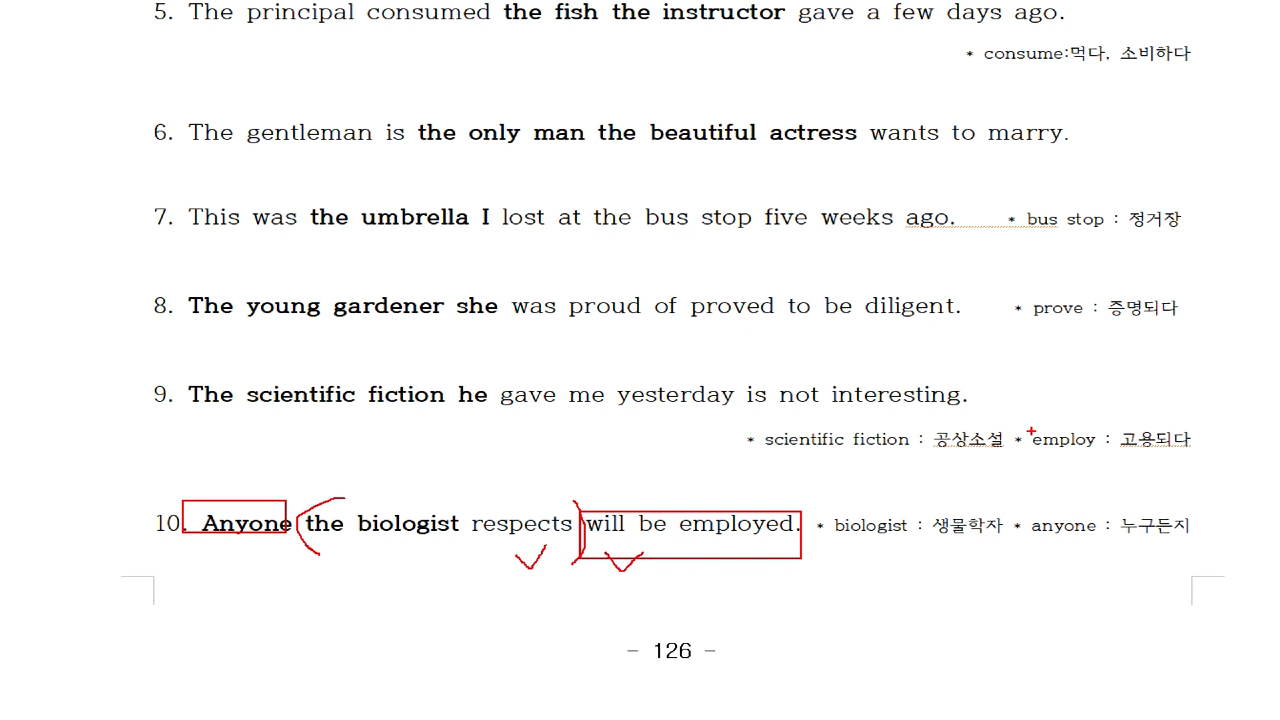 5. The principal consumed the fish the instructor gave a few days ago.
* consume:먹다, 소비하다
6. The gentleman is the only man the beautiful actress wants to marry.
7. This was the umbrella I lost at the bus stop five weeks ago. * bus stop : 정거장
8. The young gardener she was proud of proved to be diligent. * prove : 증명되다
9. The scientific fiction he gave me yesterday is not interesting.
* scientific fiction : 공상소설 * employ : 고용되다
10. Anyone the biologist respects will be employed. * biologist : 생물학자 * anyone : 누구든지
- 126 -